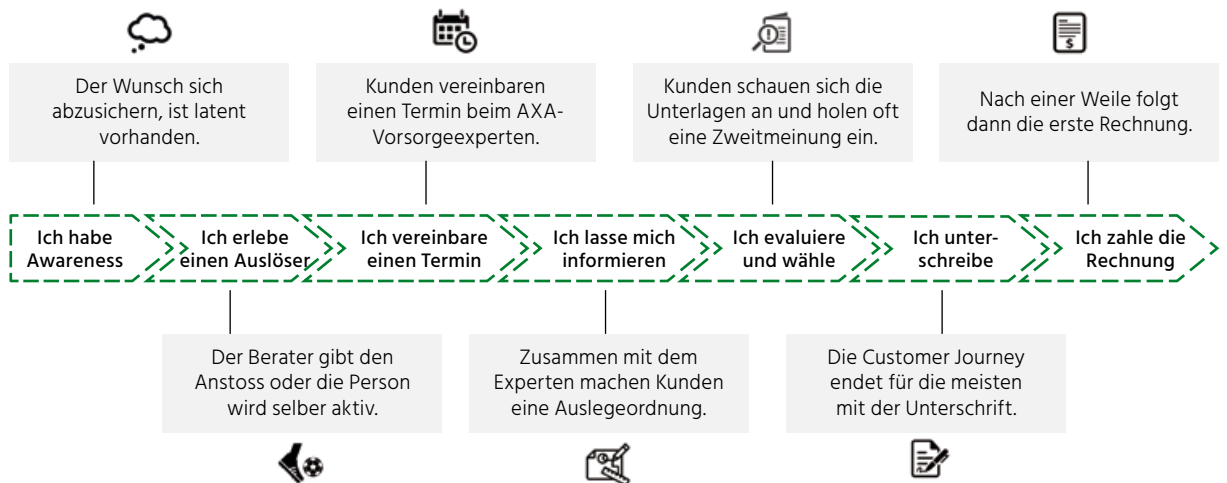 Der Wunsch sich
abzusichern, ist latent
vorhanden.
Kunden vereinbaren
einen Termin beim AXA-
Vorsorgeexperten.
Kunden schauen sich die
Unterlagen an und holen oft
eine Zweitmeinung ein.
Nach einer Weile folgt
dann die erste Rechnung.
Ich habe
Awareness
Ich erlebe
einen Auslöser
Ich vereinbare
einen Termin
Ich lasse mich
informieren
Ich evaluiere
und wähle
Ich unter-
schreibe
Ich zahle die
Rechnung
Der Berater gibt den
Anstoss oder die Person
wird selber aktiv.
Zusammen mit dem
Experten machen Kunden
eine Auslegeordnung.
Die Customer Journey
endet für die meisten
mit der Unterschrift.